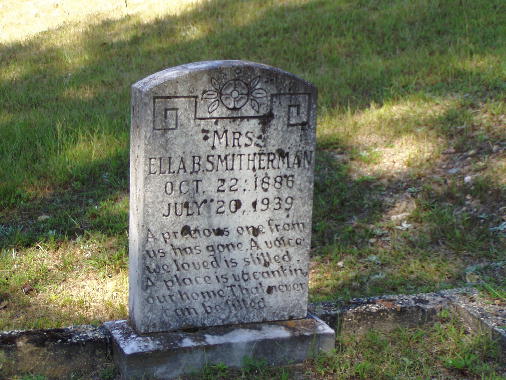 MRS.
ELLA B. SMITHERMAN
OCT. 22, 1886
JULY 20, 1939
A precious one from
us has gone. A voice
we loved is stilled
A place is vacant in
our home. That never
can be filled.